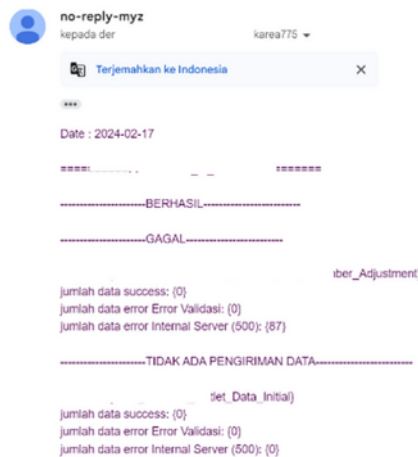 no-reply-myz
kepada der karea775
Terjemahkan ke Indonesia
Date : 2024-02-17
----------------------BERHASIL-------------------------
----------------------GAGAL-------------------------
ber_Adjustment
jumlah data success: {0}
jumlah data error Error Validasi: {0}
jumlah data error Internal Server (500): {87}
----------------------TIDAK ADA PENGIRIMAN DATA-------------------------
tlet_Data_Initial}
jumlah data success: {0}
jumlah data error Error Validasi: {0}
jumlah data error Internal Server (500): {0}